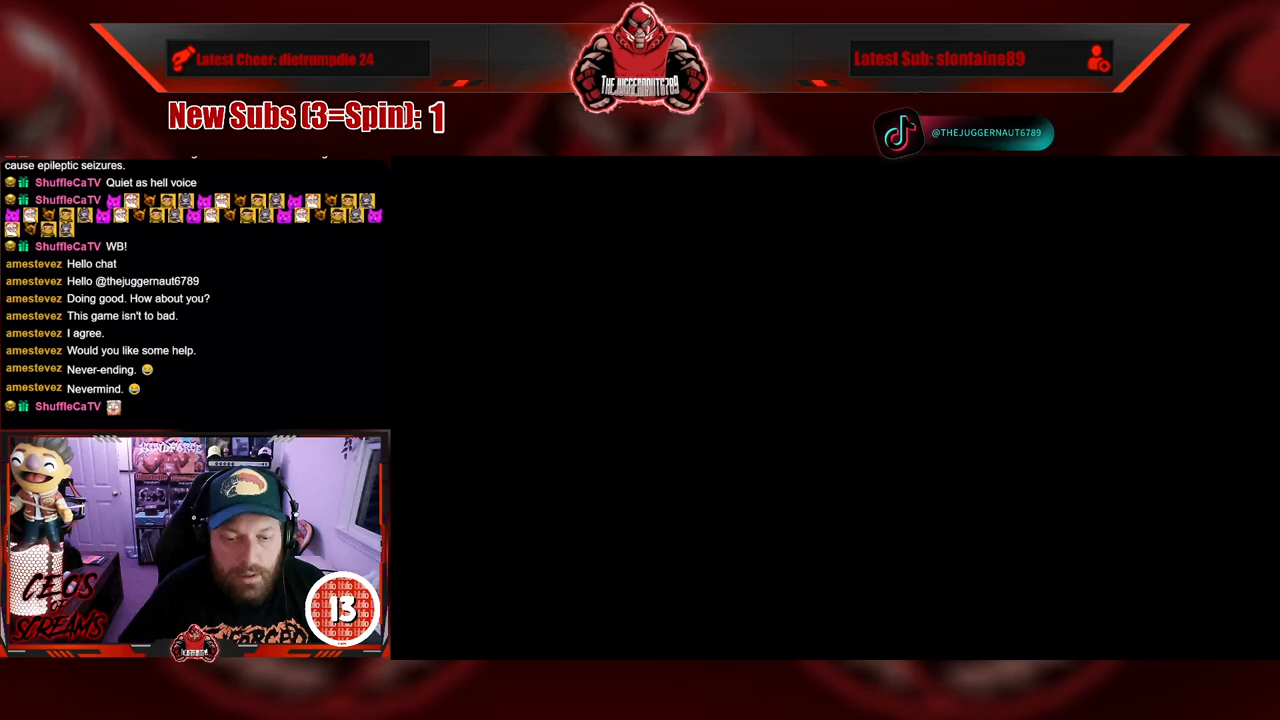 Latest Cheer: dietrumpdie 24
THEJUGGERNAUT6789
Latest Sub: sfontaine89
New Subs (3=Spin): 1
@THEJUGGERNAUT6789
cause epileptic seizures.
ShuffleCaTV Quiet as hell voice
ShuffleCaTV
ShuffleCaTV WB!
amestevez Hello chat
amestevez Hello @thejuggernaut6789
amestevez Doing good. How about you?
amestevez This game isn't to bad.
amestevez I agree.
amestevez Would you like some help.
amestevez Never-ending. 😂
amestevez Nevermind. 😂
ShuffleCaTV
CEO'S
OF
SCREAMS
13